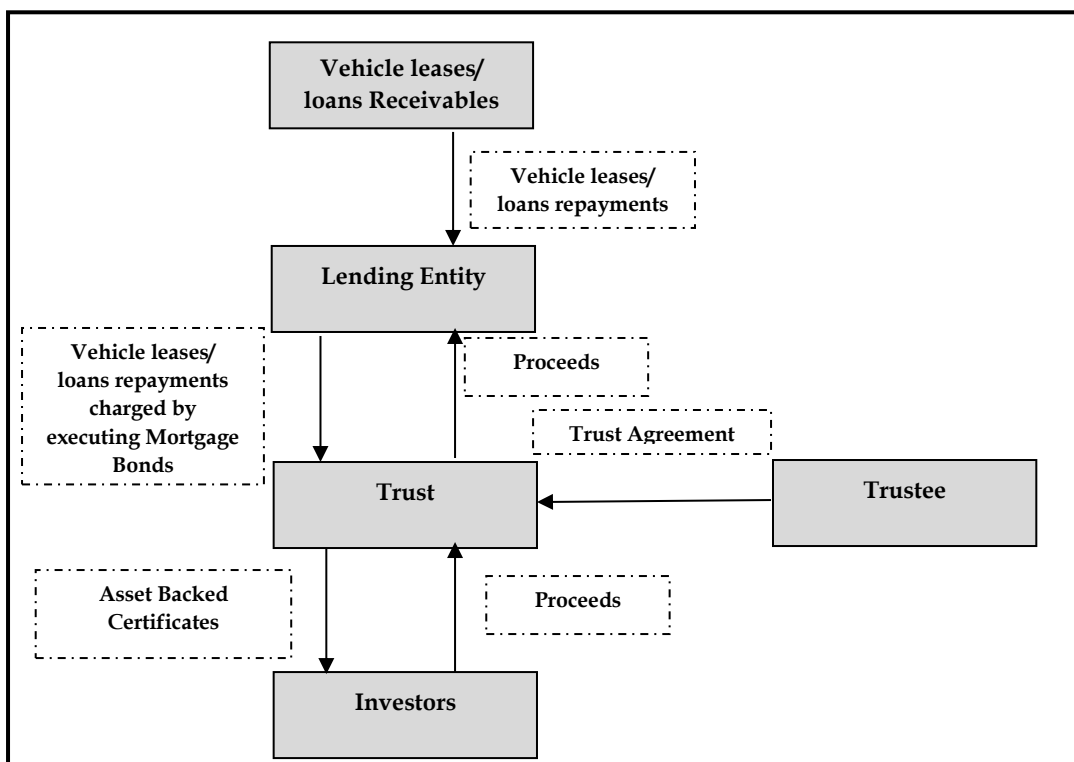 Vehicle leases/
loans Receivables
Vehicle leases/
loans repayments
Lending Entity
Vehicle leases/
loans repayments
charged by
executing Mortgage
Bonds
Proceeds
Trust Agreement
Trust
Trustee
Asset Backed
Certificates
Proceeds
Investors